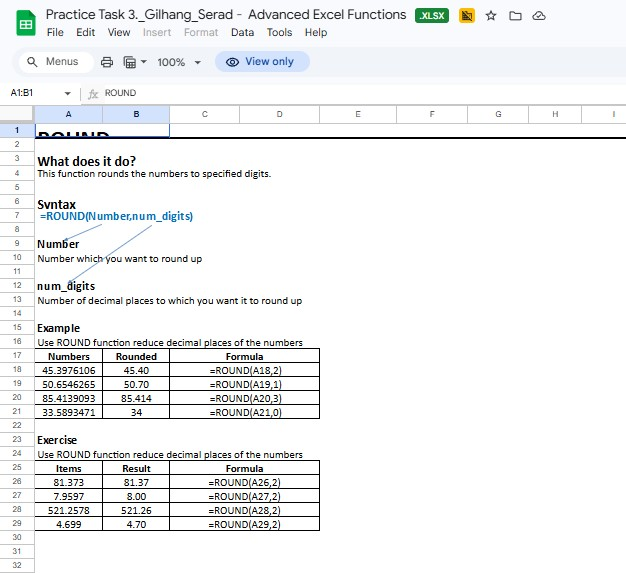 Practice Task 3._Gilhang_Serad - Advanced Excel Functions .XLSX
File Edit View Insert Format Data Tools Help
Menus 100% View only
A1:B1 fx ROUND
A B C D E F G H I
1 ROUND
2
3 What does it do?
4 This function rounds the numbers to specified digits.
5
6 Syntax
7 =ROUND(Number,num_digits)
8
9 Number
10 Number which you want to round up
11
12 num_digits
13 Number of decimal places to which you want it to round up
14
15 Example
16 Use ROUND function reduce decimal places of the numbers
17 Numbers Rounded Formula
18 45.3976106 45.40 =ROUND(A18,2)
19 50.6546265 50.70 =ROUND(A19,1)
20 85.4139093 85.414 =ROUND(A20,3)
21 33.5893471 34 =ROUND(A21,0)
22
23 Exercise
24 Use ROUND function reduce decimal places of the numbers
25 Items Result Formula
26 81.373 81.37 =ROUND(A26,2)
27 7.9597 8.00 =ROUND(A27,2)
28 521.2578 521.26 =ROUND(A28,2)
29 4.699 4.70 =ROUND(A29,2)
30
31
32